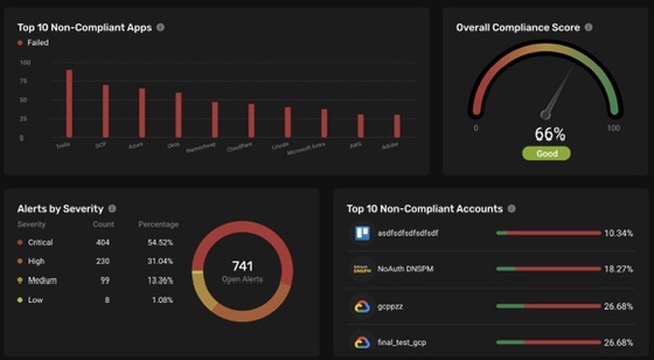 Top 10 Non-Compliant Apps
Failed
100
75
50
25
0
Trello
GCP
Azure
Okta
Namecheap
Cloudflare
Linode
Microsoft Entra
AWS
Adobe
Overall Compliance Score
0
100
66%
Good
Alerts by Severity
Severity Count Percentage
Critical 404 54.52%
High 230 31.04%
Medium 99 13.36%
Low 8 1.08%
741
Open Alerts
Top 10 Non-Compliant Accounts
asdfsdfsdfsdfsdf 10.34%
NoAuth DNSPM 18.27%
gcppzz 26.68%
final_test_gcp 26.68%